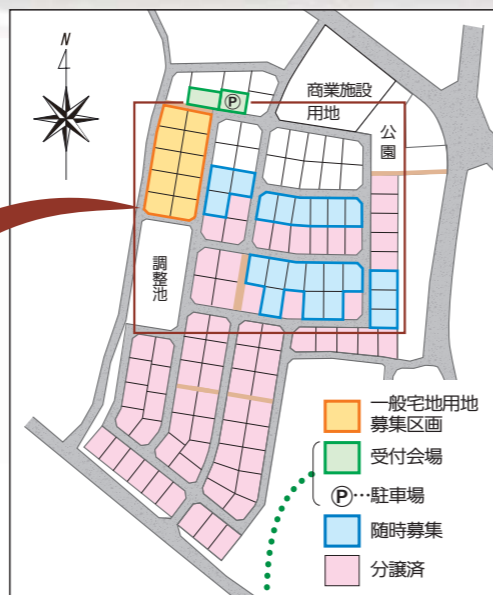 N
商業施設
用地
Ⓟ
公園
調整池
一般宅地用地
募集区画
受付会場
Ⓟ…駐車場
随時募集
分譲済